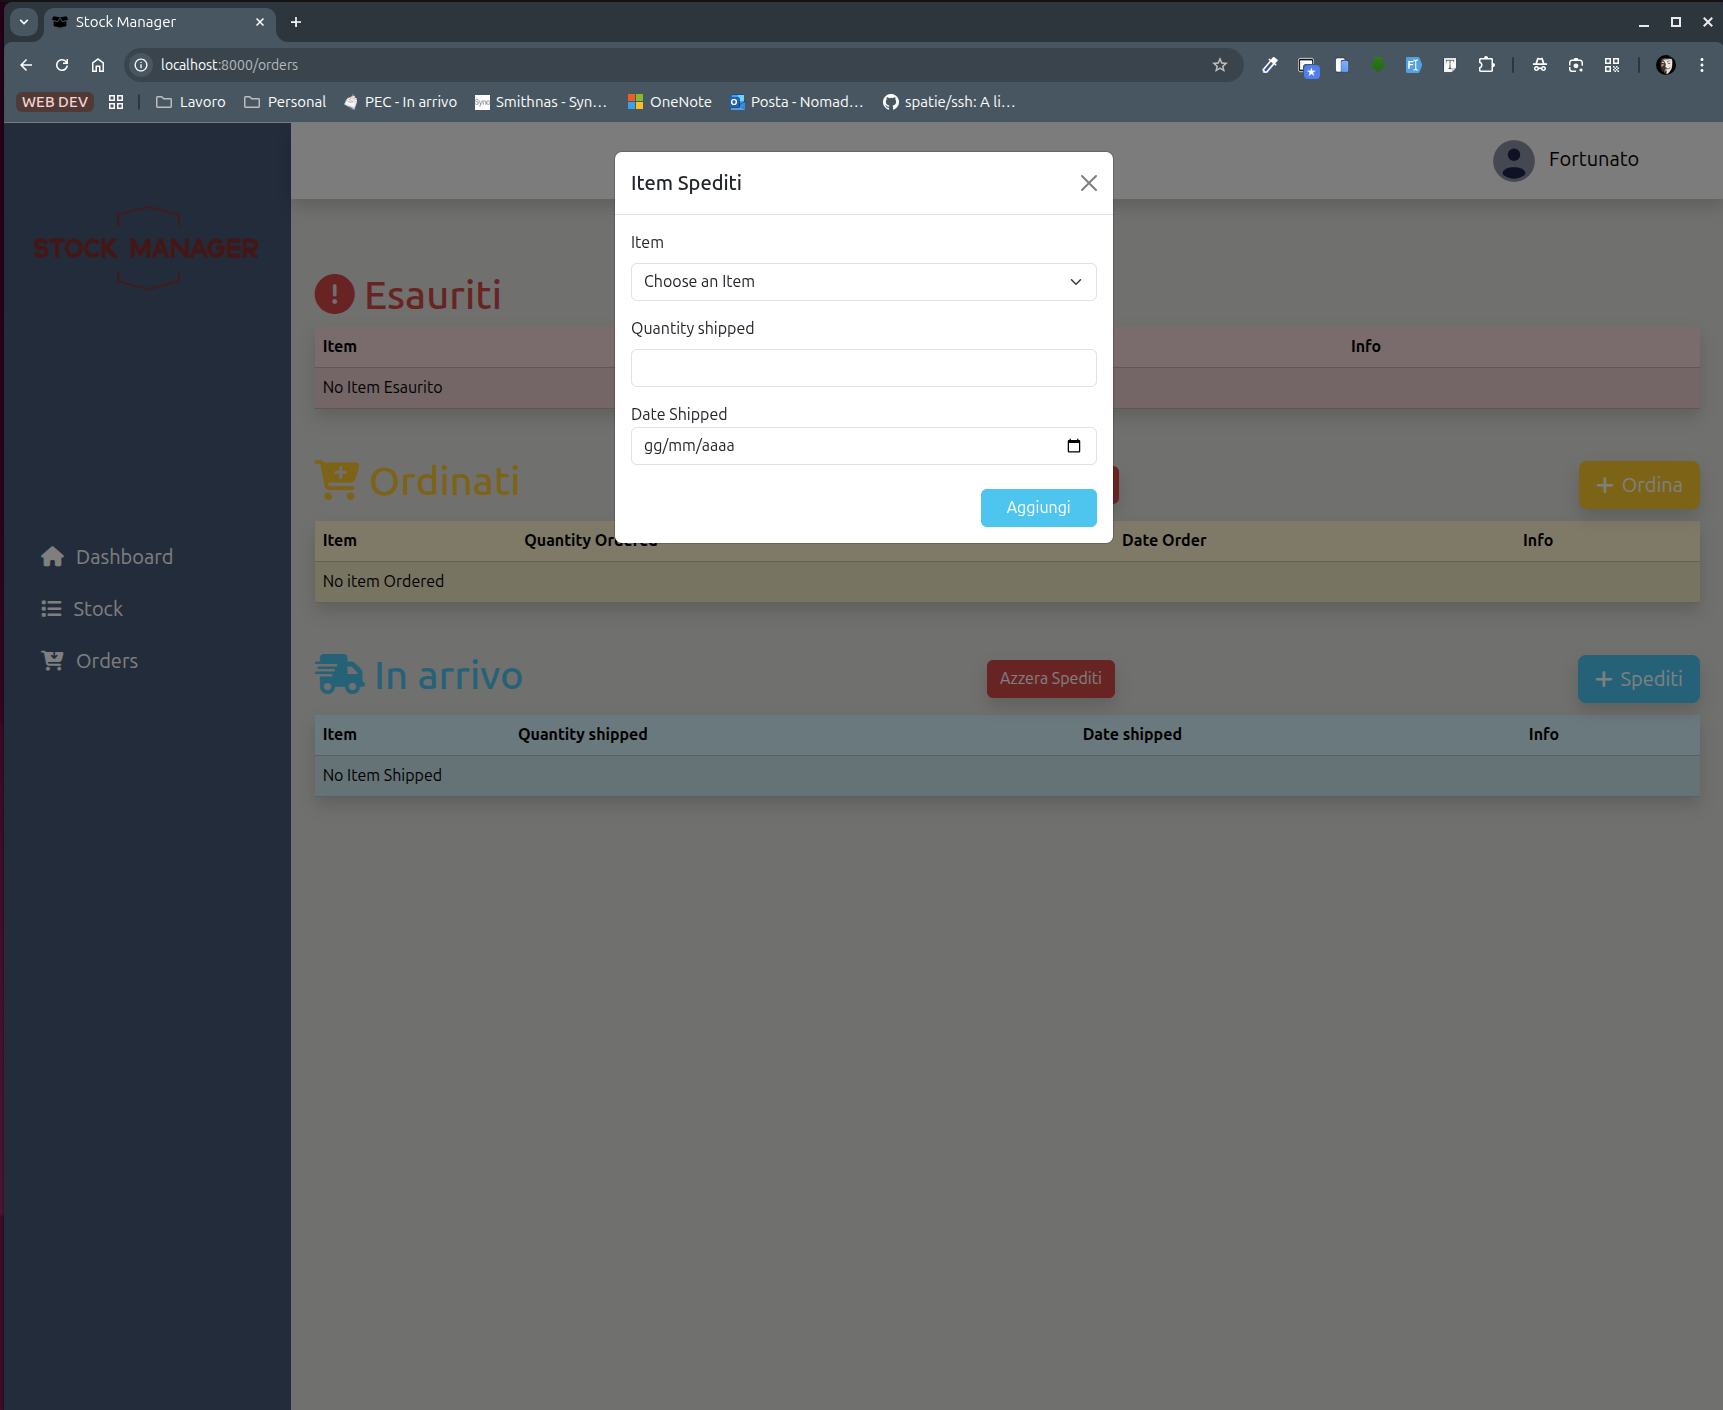 Stock Manager
localhost:8000/orders
WEB DEV
Lavoro
Personal
PEC - In arrivo
Smithnas - Syn...
OneNote
Posta - Nomad...
spatie/ssh: A li...
Fortunato
STOCK MANAGER
Dashboard
Stock
Orders
Item Spediti
Item
Choose an Item
Quantity shipped
Date Shipped
gg/mm/aaaa
Aggiungi
Esauriti
Item Info
No Item Esaurito
Ordinati
Ordina
Item Quantity Ordered Date Order Info
No item Ordered
In arrivo
Azzera Spediti
Spediti
Item Quantity shipped Date shipped Info
No Item Shipped